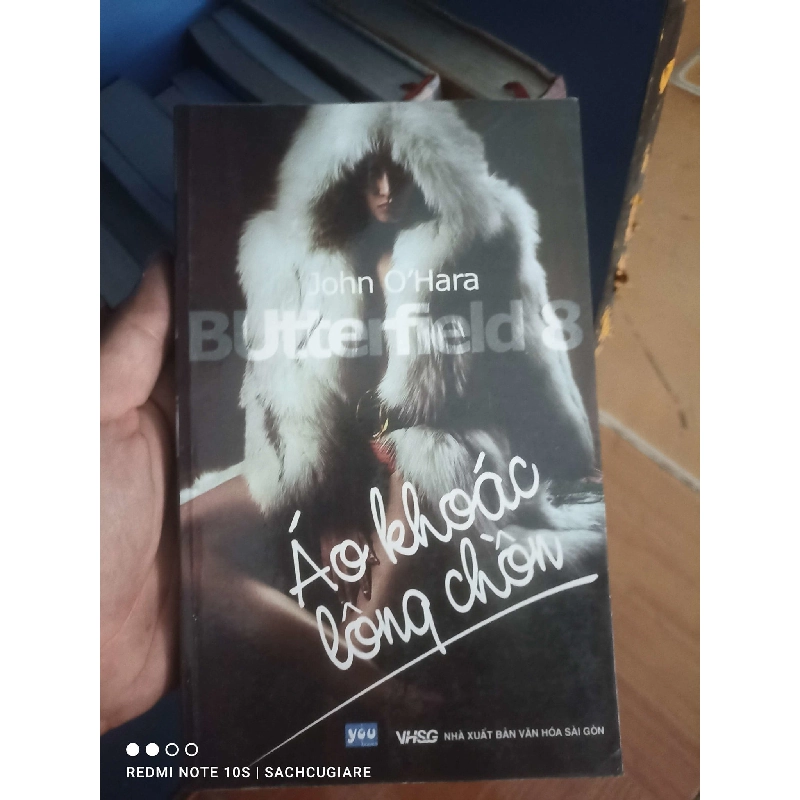 John O'Hara
BUtterfield 8
Áo khoác
lông chồn
yòu
VHSG NHÀ XUẤT BẢN VĂN HÓA SÀI GÒN
REDMI NOTE 10S | SACHCUGIARE